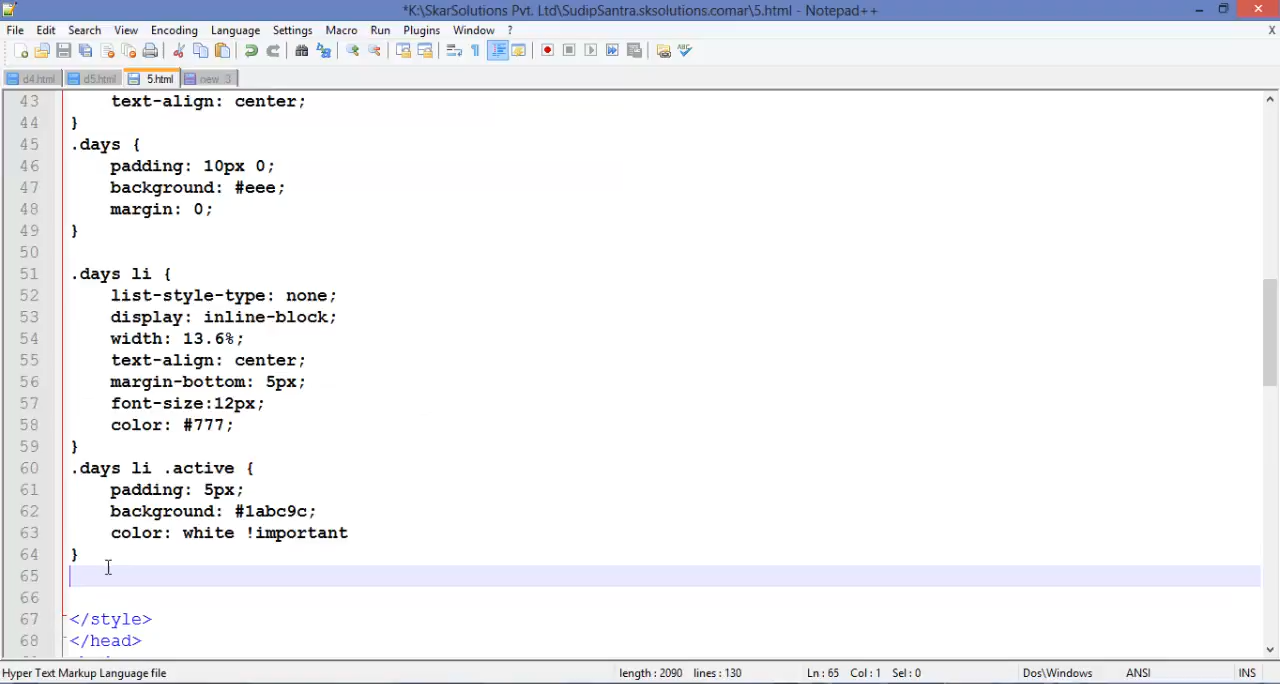 *K:\SkarSolutions Pvt. Ltd\SudipSantra.sksolutions.comar\5.html - Notepad++
File Edit Search View Encoding Language Settings Macro Run Plugins Window ? X
d4.html d5.html 5.html new 3
43 text-align: center;
44 }
45 .days {
46 padding: 10px 0;
47 background: #eee;
48 margin: 0;
49 }
50
51 .days li {
52 list-style-type: none;
53 display: inline-block;
54 width: 13.6%;
55 text-align: center;
56 margin-bottom: 5px;
57 font-size:12px;
58 color: #777;
59 }
60 .days li .active {
61 padding: 5px;
62 background: #1abc9c;
63 color: white !important
64 }
65
66
67 </style>
68 </head>
Hyper Text Markup Language file length : 2090 lines : 130 Ln : 65 Col : 1 Sel : 0 Dos\Windows ANSI INS